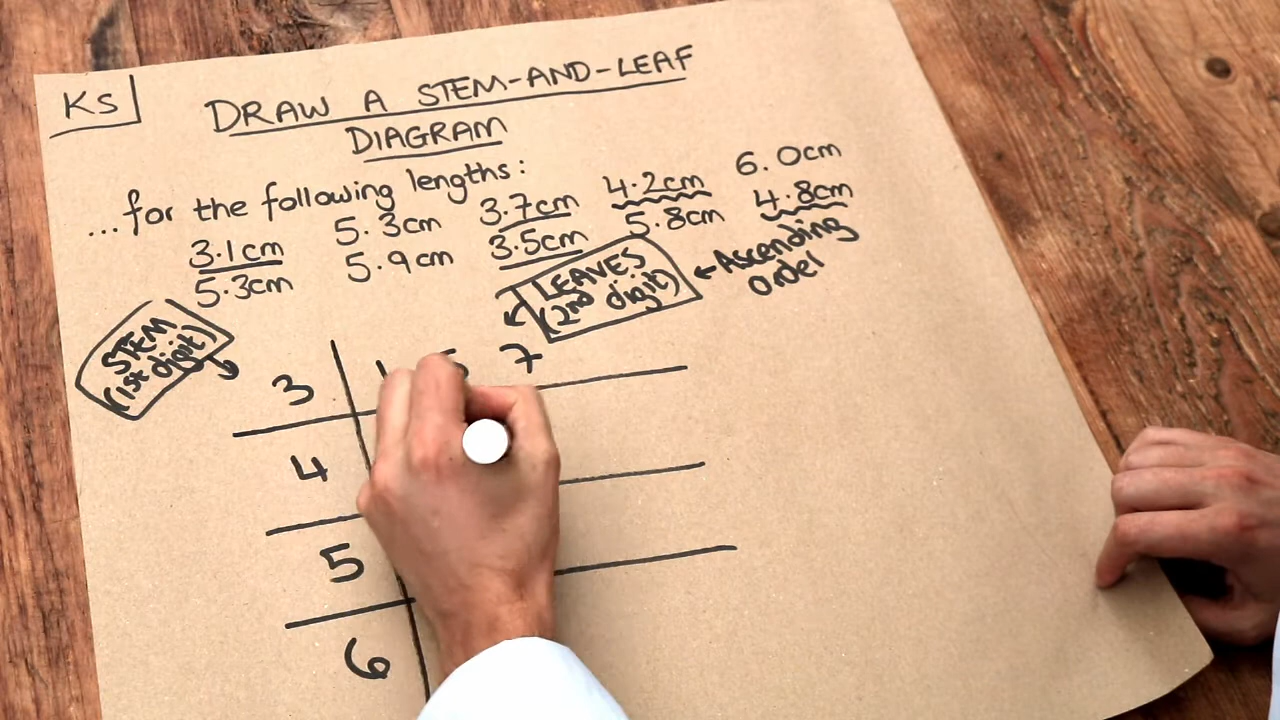 KS
DRAW A STEM-AND-LEAF
DIAGRAM
...for the following lengths:
3.1cm 5.3cm 3.7cm 4.2cm 6.0cm
5.3cm 5.9cm 3.5cm 5.8cm 4.8cm
STEM
(1st digit)
LEAVES
(2nd digit)
←Ascending
order
3 1 5 7
4
5
6